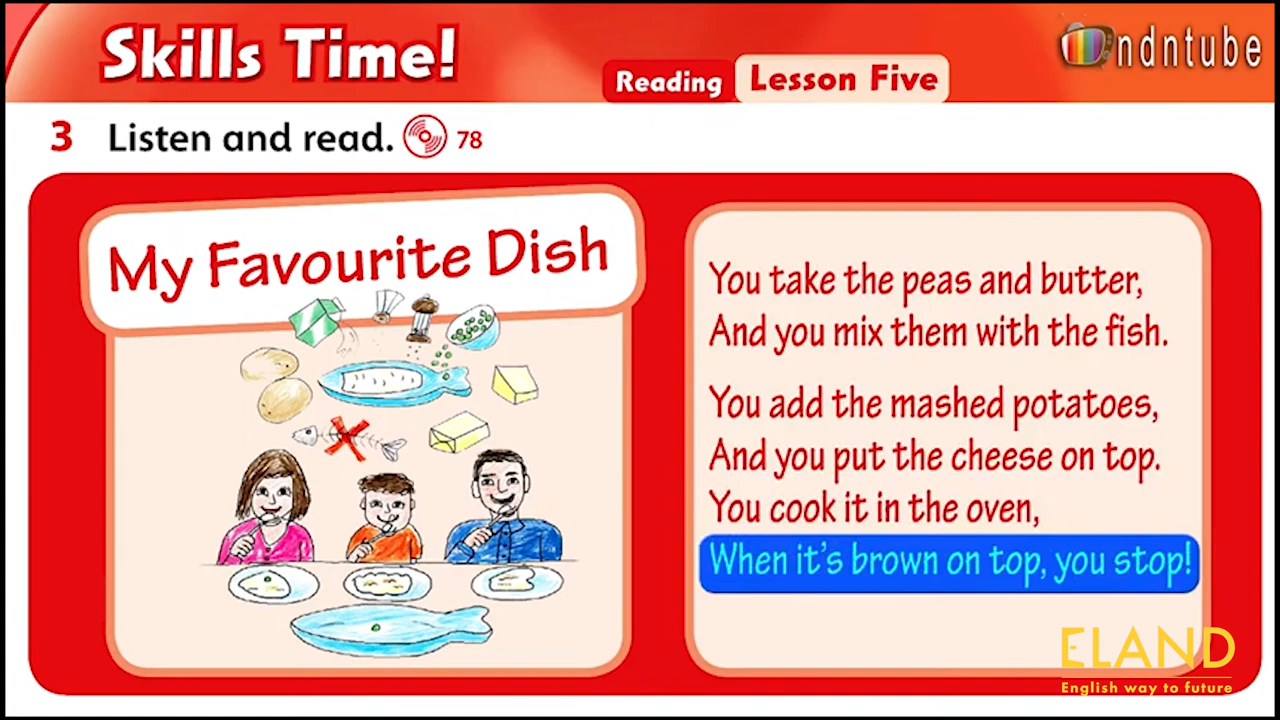 Skills Time!
ndntube
Reading
Lesson Five
3 Listen and read. 78
My Favourite Dish
You take the peas and butter,
And you mix them with the fish.
You add the mashed potatoes,
And you put the cheese on top.
You cook it in the oven,
When it's brown on top, you stop!
ELAND
English way to future